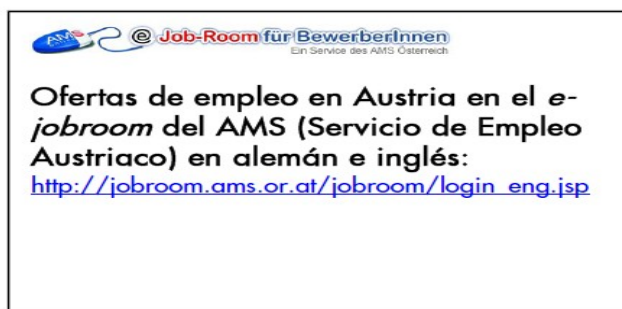 AMS @ Job-Room für BewerberInnen
Ein Service des AMS Österreich
Ofertas de empleo en Austria en el e-
jobroom del AMS (Servicio de Empleo
Austriaco) en alemán e inglés:
http://jobroom.ams.or.at/jobroom/login_eng.jsp